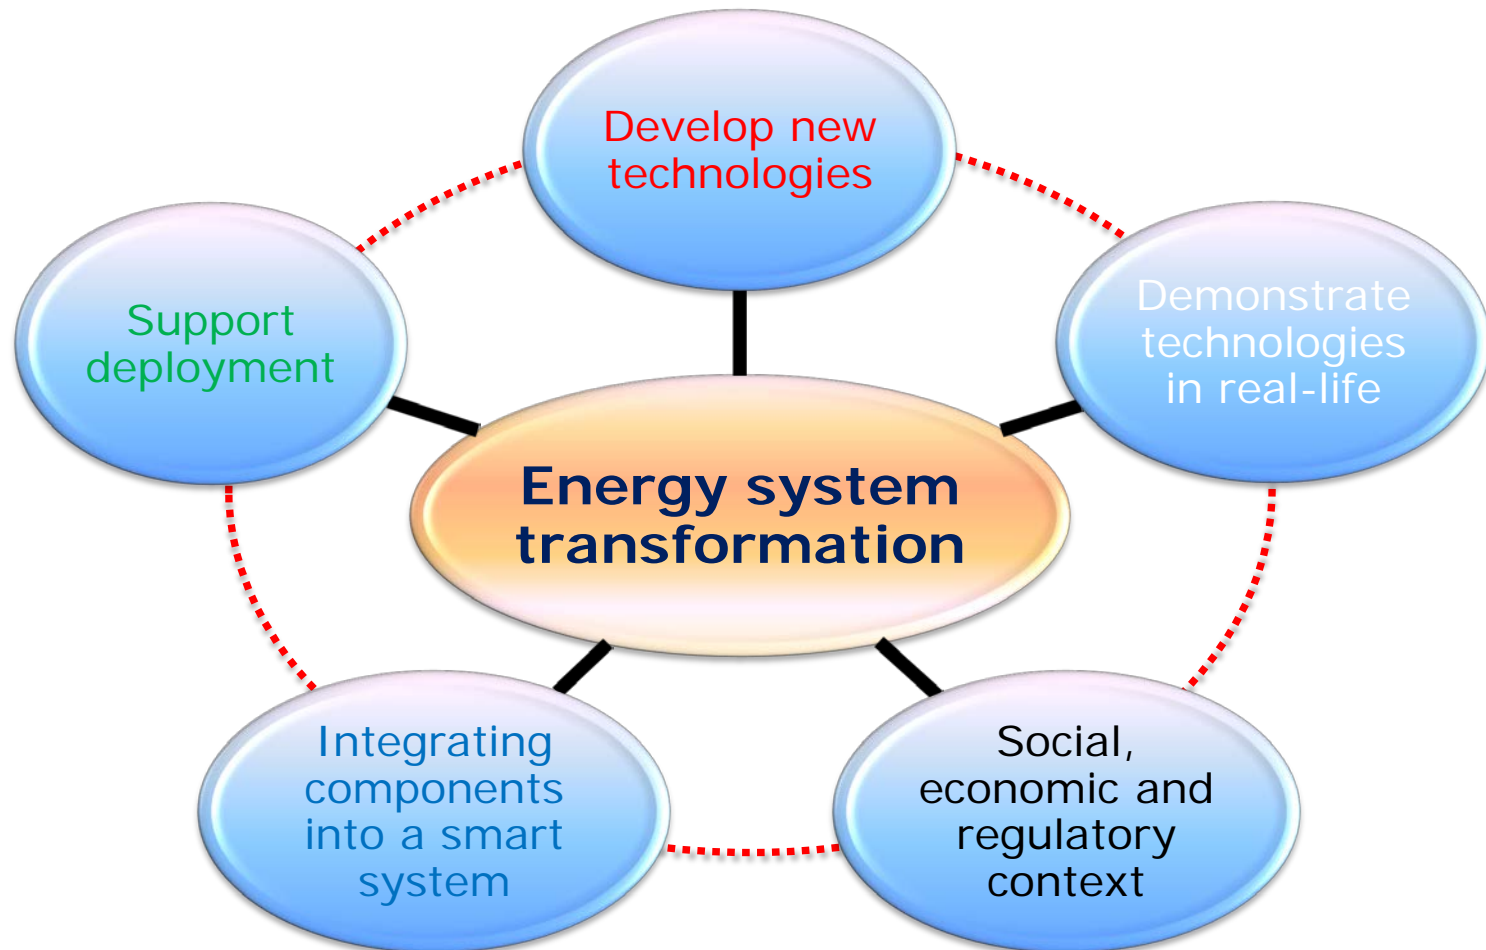 Develop new
technologies
Demonstrate
technologies
in real-life
Support
deployment
Energy system
transformation
Integrating
components
into a smart
system
Social,
economic and
regulatory
context